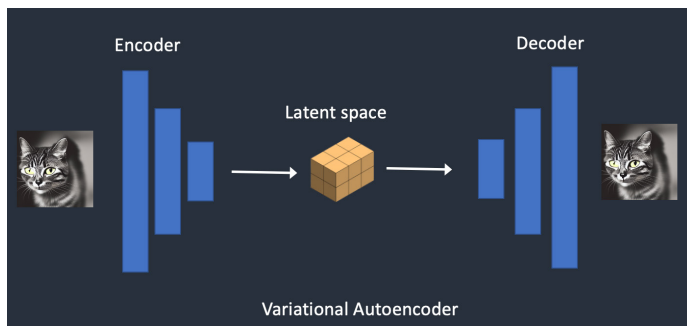 Encoder
Decoder
Latent space
Variational Autoencoder